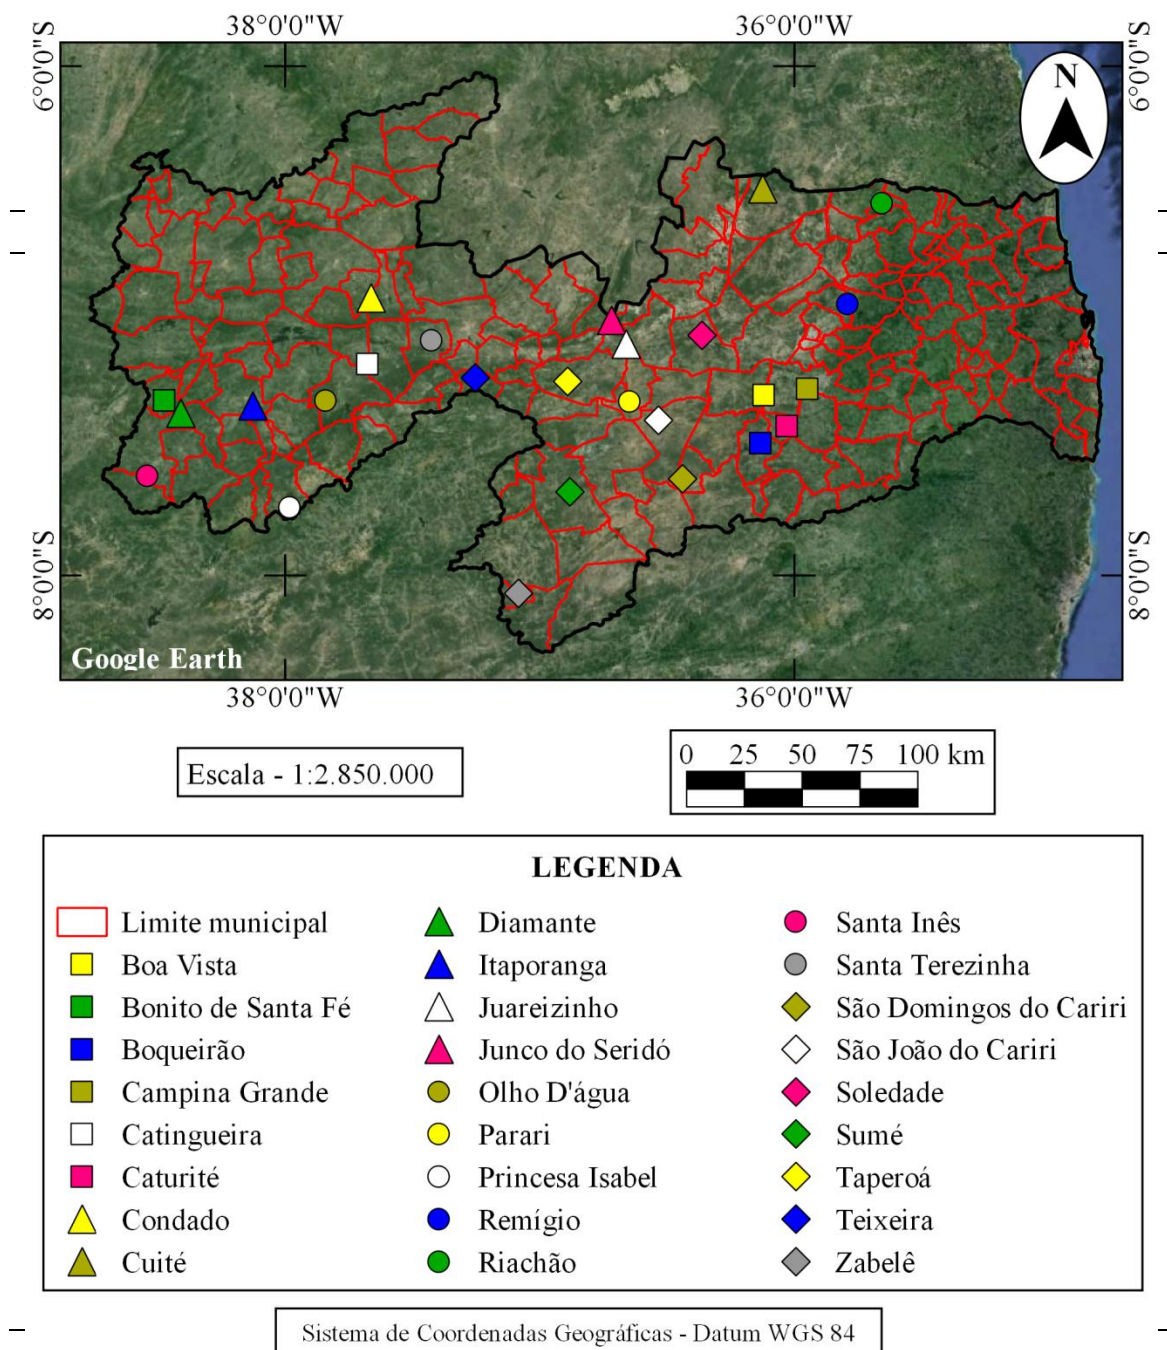 38°0'0"W 36°0'0"W
6°0'0"S 6°0'0"S
N
8°0'0"S 8°0'0"S
Google Earth
38°0'0"W 36°0'0"W
0 25 50 75 100 km
Escala - 1:2.850.000
LEGENDA
Limite municipal
Boa Vista
Bonito de Santa Fé
Boqueirão
Campina Grande
Catingueira
Caturité
Condado
Cuité
Diamante
Itaporanga
Juareizinho
Junco do Seridó
Olho D'água
Parari
Princesa Isabel
Remígio
Riachão
Santa Inês
Santa Terezinha
São Domingos do Cariri
São João do Cariri
Soledade
Sumé
Taperoá
Teixeira
Zabelê
Sistema de Coordenadas Geográficas - Datum WGS 84